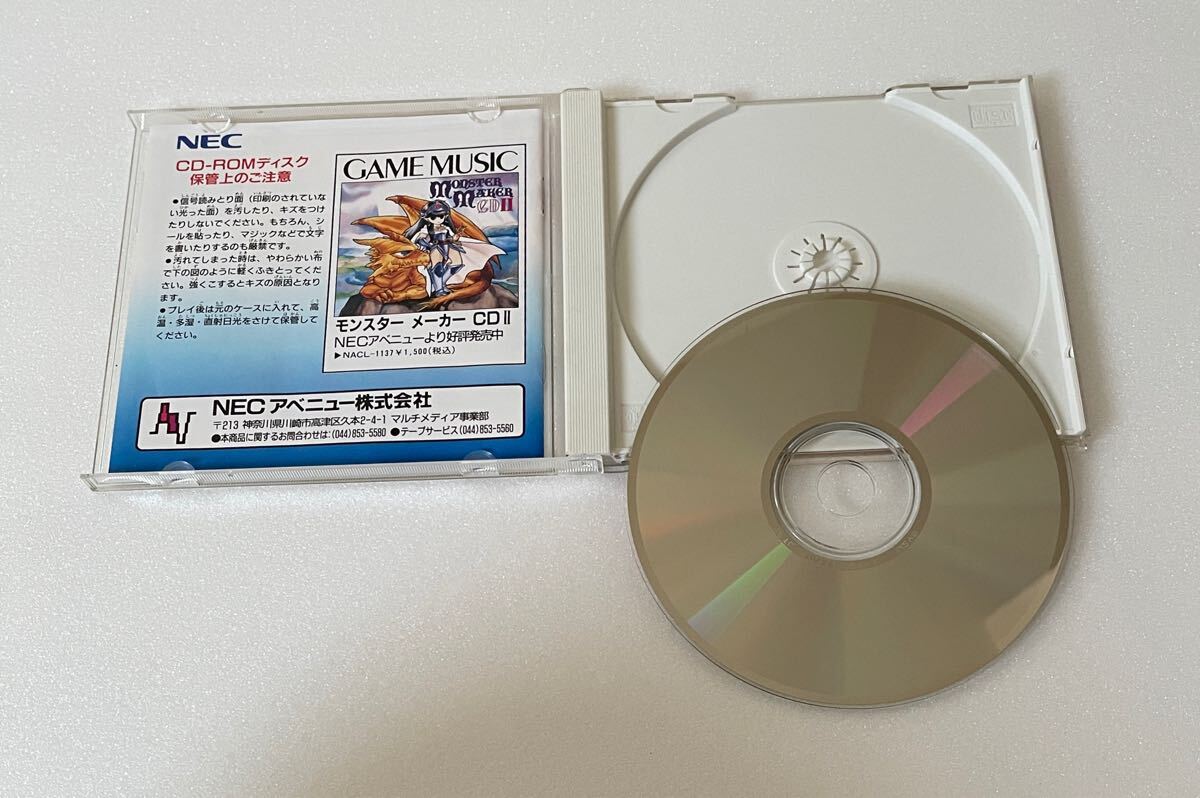 NEC
CD-ROMディスク
保管上のご注意
●信号読みとり面（印刷のされていな
い光った面）を汚したり、キズをつけ
たりしないでください。もちろん、シ
ールを貼ったり、マジックなどで文字
を書いたりするのも厳禁です。
●汚れてしまった時は、やわらかい布
で下の図のように軽くふきとってくだ
さい。強くこするとキズの原因となり
ます。
●プレイ後は元のケースに入れて、高
温・多湿・直射日光をさけて保管して
ください。
GAME MUSIC
MONSTER
MAKER
CD II
モンスター メーカー CD II
NECアベニューより好評発売中
▶NACL-1137￥1,500(税込)
NEC アベニュー株式会社
〒213 神奈川県川崎市高津区久本2-4-1 マルチメディア事業部
●本商品に関するお問合わせは:(044)853-5580 ●テープサービス(044)853-5560
DISC